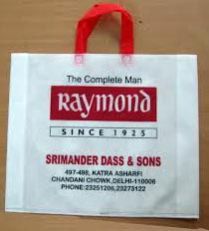 The Complete Man
Raymond
SINCE 1925
SRIMANDER DASS & SONS
497-498, KATRA ASHARFI
CHANDANI CHOWK,DELHI-110006
PHONE:23251206,23273122